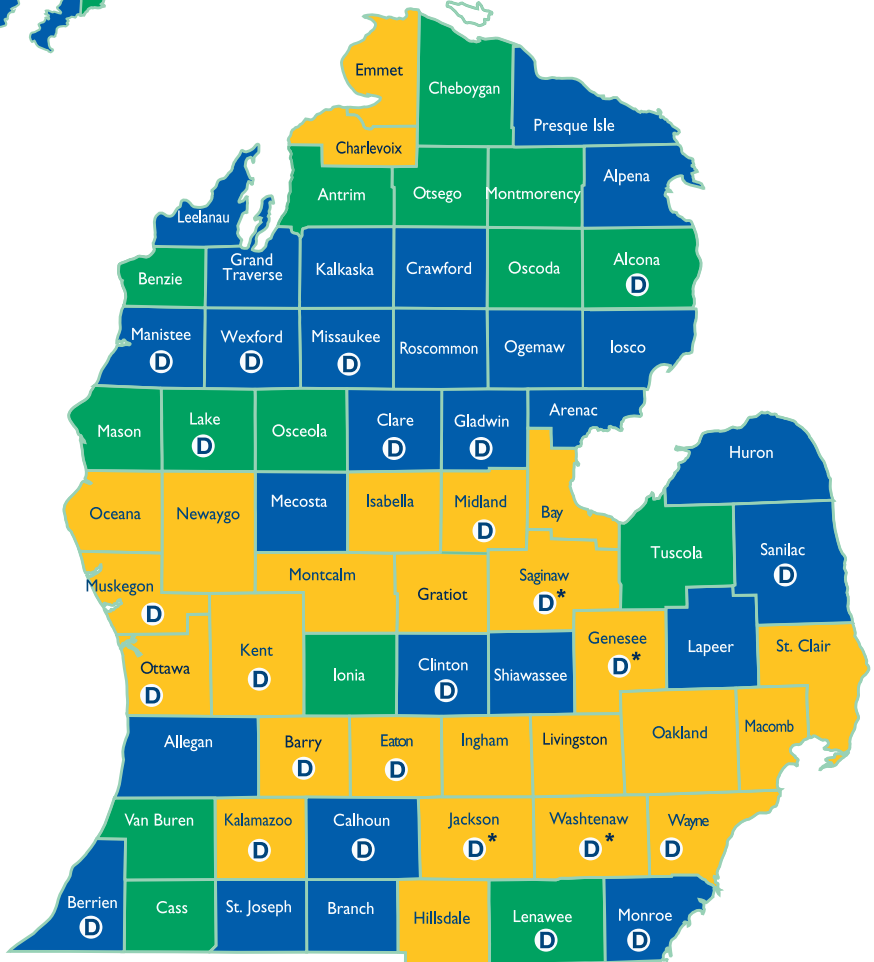 Emmet
Cheboygan
Presque Isle
Charlevoix
Alpena
Antrim
Otsego
Montmorency
Leelanau
Grand
Traverse
Kalkaska
Crawford
Oscoda
Alcona
D
Benzie
Manistee
D
Wexford
D
Missaukee
D
Roscommon
Ogemaw
Iosco
Mason
Lake
D
Osceola
Clare
D
Gladwin
D
Arenac
Huron
Oceana
Newaygo
Mecosta
Isabella
Midland
D
Bay
Tuscola
Sanilac
D
Muskegon
D
Montcalm
Gratiot
Saginaw
D*
Ottawa
D
Kent
D
Ionia
Clinton
D
Shiawassee
Genesee
D*
Lapeer
St. Clair
Allegan
Barry
D
Eaton
D
Ingham
Livingston
Oakland
Macomb
Van Buren
Kalamazoo
D
Calhoun
D
Jackson
D*
Washtenaw
D*
Wayne
D
Berrien
D
Cass
St. Joseph
Branch
Hillsdale
Lenawee
D
Monroe
D